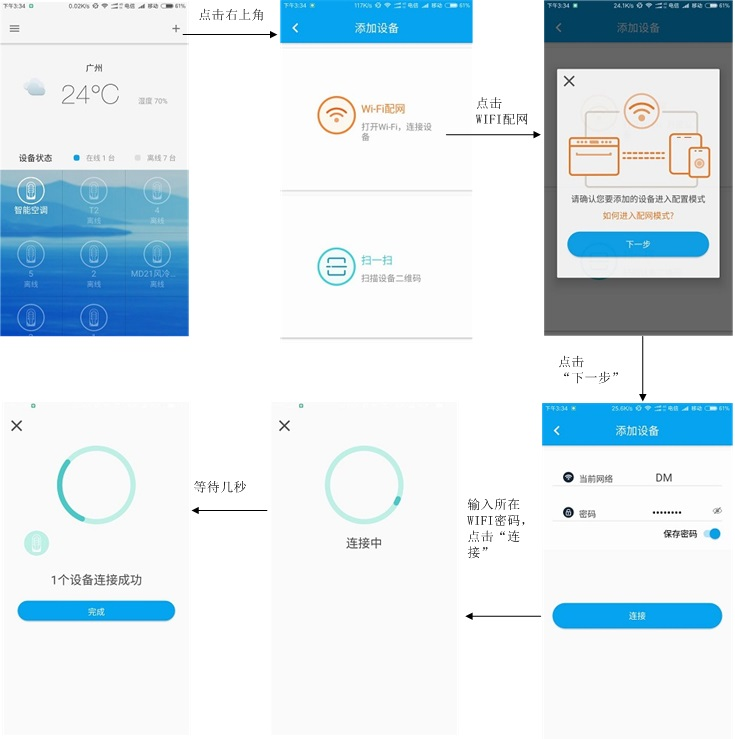 下午3:34
0.02K/s
电信
移动
61%
广州
24℃
湿度 70%
设备状态
在线 1 台
离线 7 台
智能空调
T2
离线
4
离线
5
离线
2
离线
MD21风冷...
离线
点击右上角
下午3:34
117K/s
电信
移动
61%
添加设备
Wi-Fi配网
打开Wi-Fi，连接设
备
扫一扫
扫描设备二维码
点击
WIFI配网
下午3:34
24.1K/s
电信
移动
61%
添加设备
请确认您要添加的设备进入配置模式
如何进入配网模式?
下一步
点击
“下一步”
下午3:34
25.6K/s
电信
移动
61%
添加设备
当前网络
DM
密码
••••••••
保存密码
连接
输入所在
WIFI密码，
点击“连
接”
连接中
等待几秒
1个设备连接成功
完成